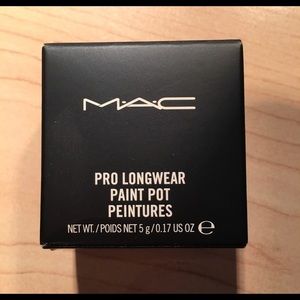 M·A·C
PRO LONGWEAR
PAINT POT
PEINTURES
NET WT./POIDS NET 5 g/0.17 US OZ ℮